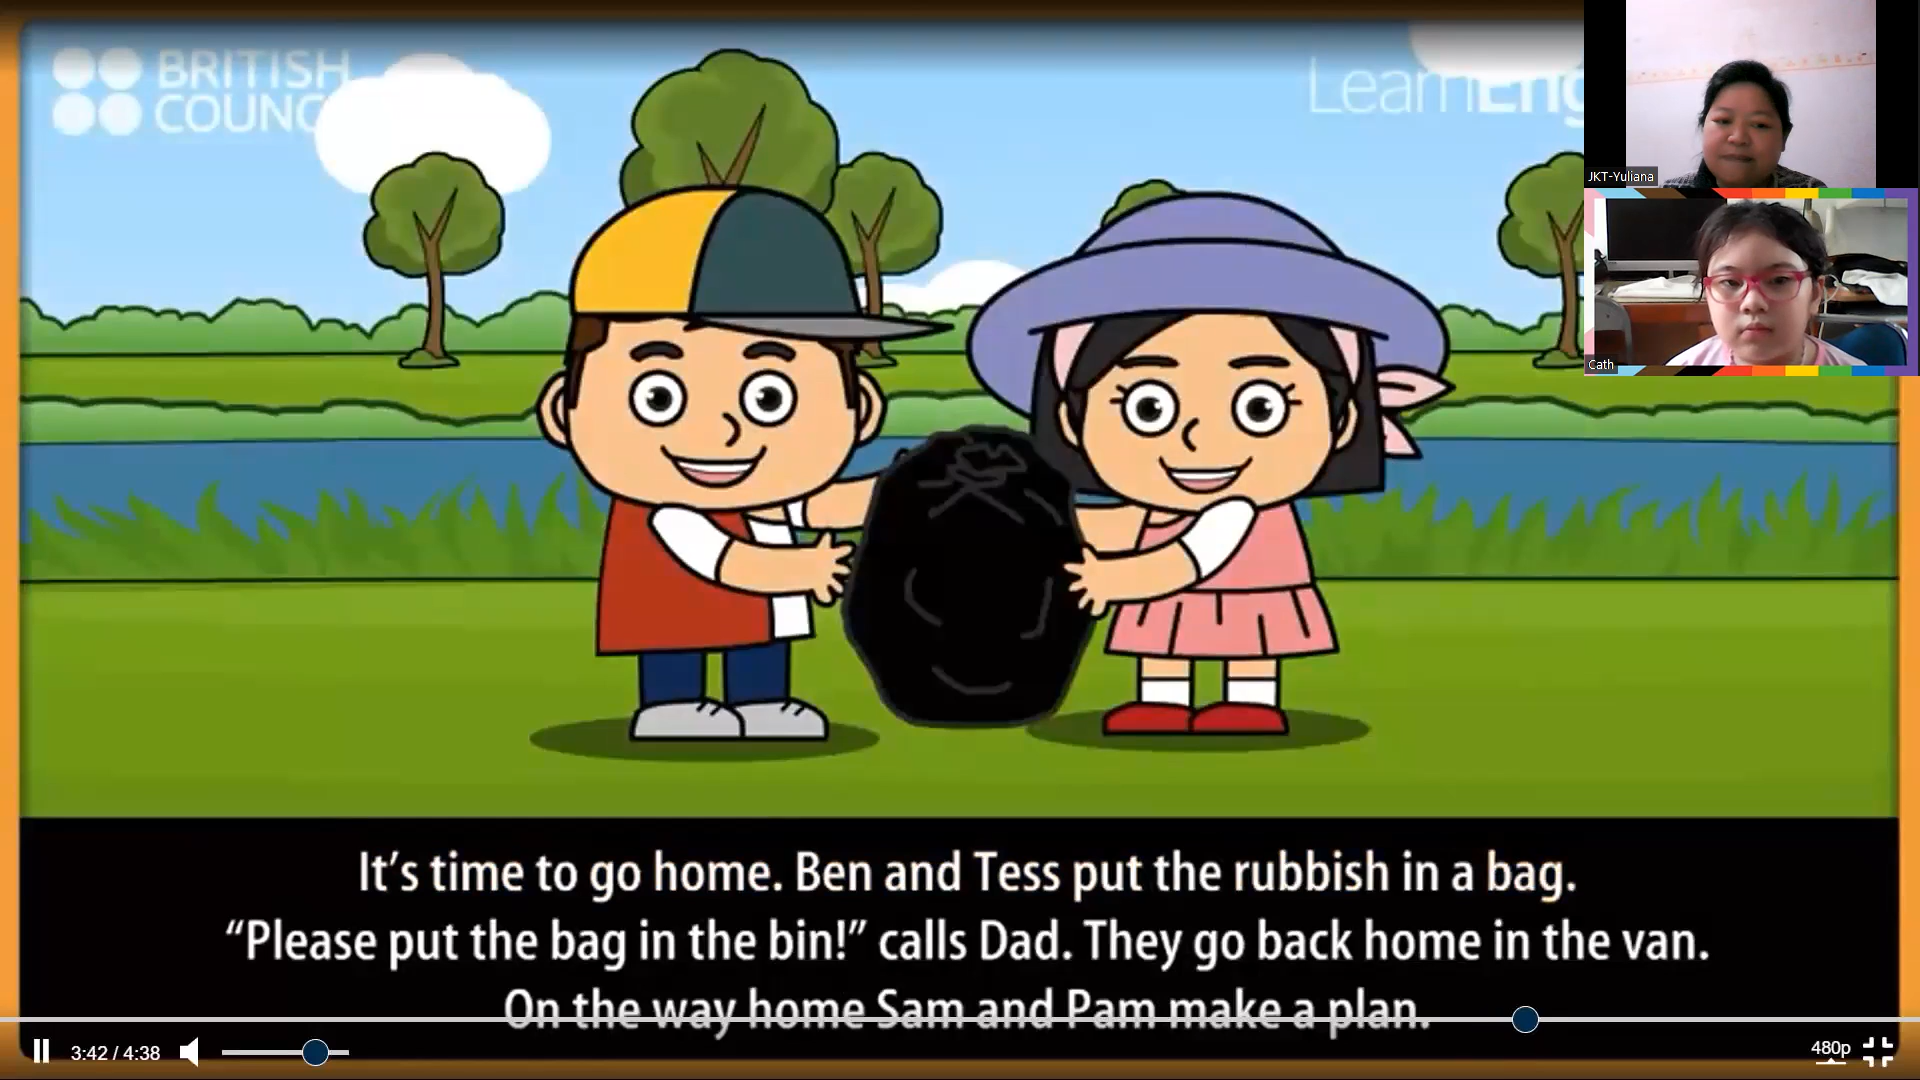 BRITISH
COUNC
LearnEng
JKT-Yuliana
Cath
It's time to go home. Ben and Tess put the rubbish in a bag.
“Please put the bag in the bin!” calls Dad. They go back home in the van.
On the way home Sam and Pam make a plan.
3:42 / 4:38
480p